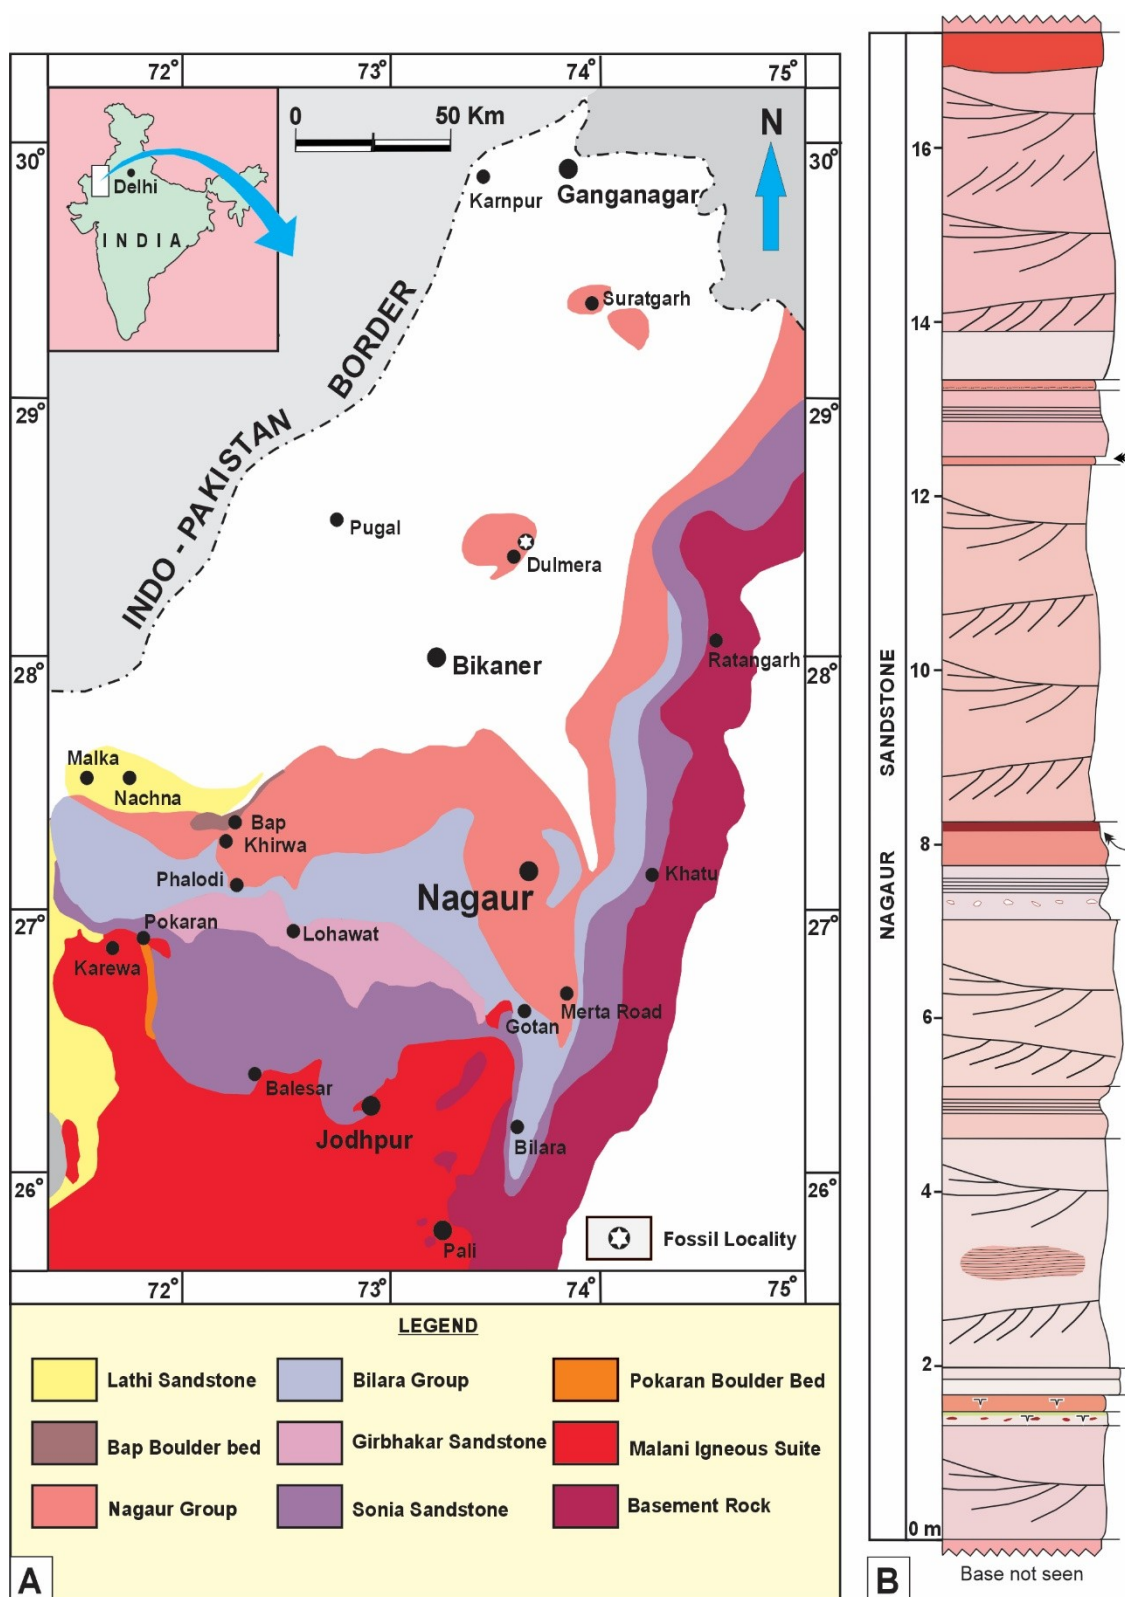 72° 73° 74° 75°
0 50 Km
N
30° 30°
Delhi
INDIA
Karnpur
Ganganagar
Suratgarh
INDO - PAKISTAN BORDER
29° 29°
Pugal
Dulmera
28° 28°
Bikaner
Ratangarh
Malka
Nachna
Bap
Khirwa
Phalodi
Nagaur
Khatu
27° 27°
Pokaran
Lohawat
Karewa
Merta Road
Gotan
Balesar
Jodhpur
Bilara
26° 26°
Pali
Fossil Locality
72° 73° 74° 75°
LEGEND
Lathi Sandstone
Bilara Group
Pokaran Boulder Bed
Bap Boulder bed
Girbhakar Sandstone
Malani Igneous Suite
Nagaur Group
Sonia Sandstone
Basement Rock
A
16
14
12
10
8
6
4
2
0 m
NAGAUR SANDSTONE
Base not seen
B